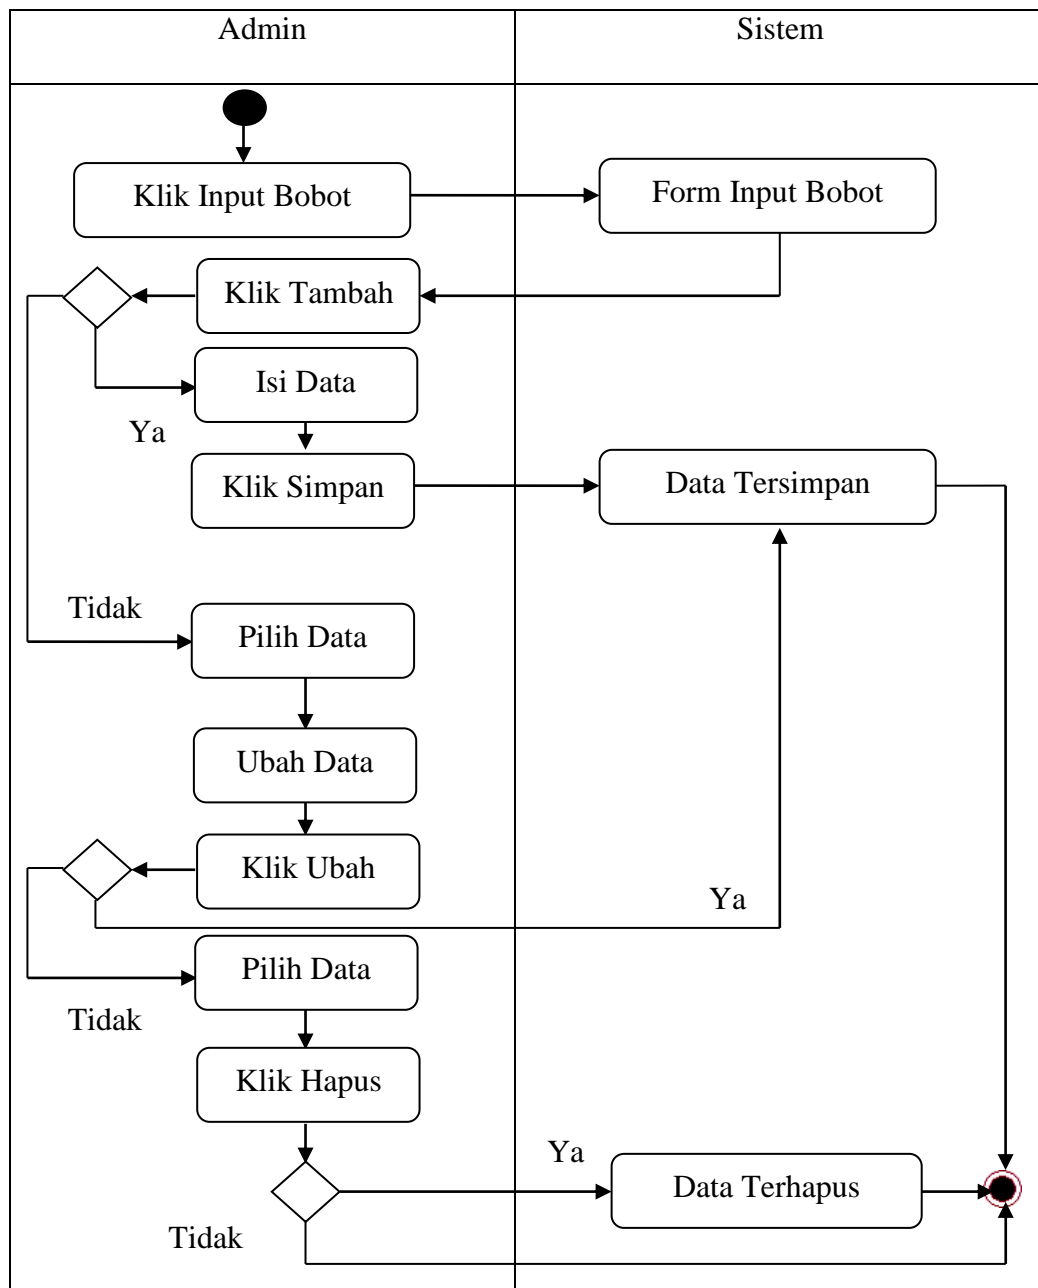 Admin
Sistem
Klik Input Bobot
Form Input Bobot
Klik Tambah
Isi Data
Ya
Klik Simpan
Data Tersimpan
Tidak
Pilih Data
Ubah Data
Klik Ubah
Ya
Pilih Data
Tidak
Klik Hapus
Ya
Data Terhapus
Tidak